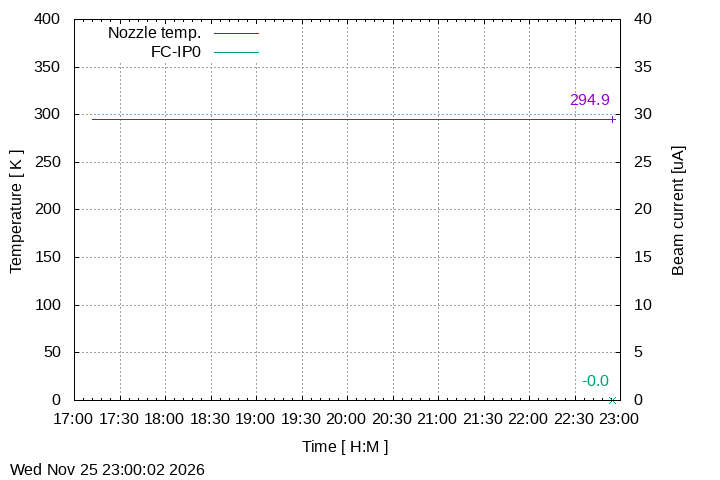 400
350
300
250
200
150
100
50
0
Temperature [ K ]
Nozzle temp.
FC-IP0
294.9
-0.0
40
35
30
25
20
15
10
5
0
Beam current [uA]
17:00 17:30 18:00 18:30 19:00 19:30 20:00 20:30 21:00 21:30 22:00 22:30 23:00
Time [ H:M ]
Wed Nov 25 23:00:02 2026